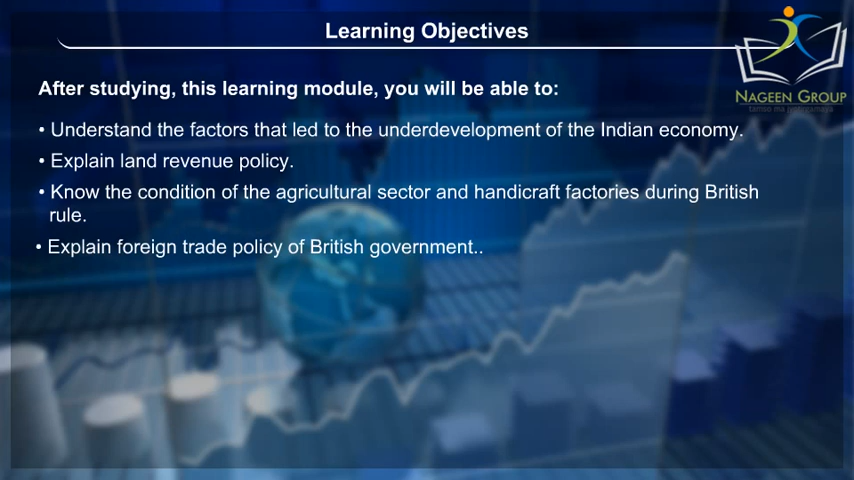 Learning Objectives
NAGEEN GROUP
After studying, this learning module, you will be able to:
• Understand the factors that led to the underdevelopment of the Indian economy.
• Explain land revenue policy.
• Know the condition of the agricultural sector and handicraft factories during British
rule.
• Explain foreign trade policy of British government..